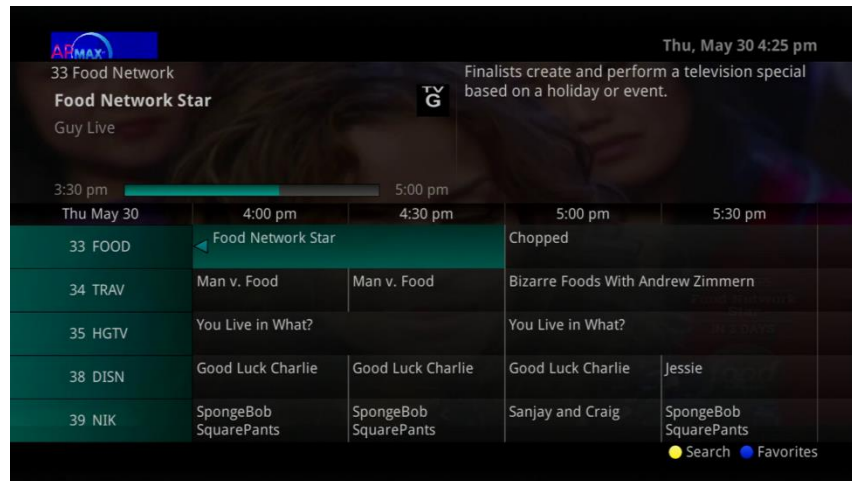 ARMAX
Thu, May 30 4:25 pm
33 Food Network
Food Network Star
Guy Live
TV
G
Finalists create and perform a television special
based on a holiday or event.
3:30 pm 5:00 pm
Thu May 30 4:00 pm 4:30 pm 5:00 pm 5:30 pm
33 FOOD Food Network Star Chopped
34 TRAV Man v. Food Man v. Food Bizarre Foods With Andrew Zimmern
35 HGTV You Live in What? You Live in What?
38 DISN Good Luck Charlie Good Luck Charlie Good Luck Charlie Jessie
39 NIK SpongeBob SpongeBob Sanjay and Craig SpongeBob
SquarePants SquarePants SquarePants
Search Favorites